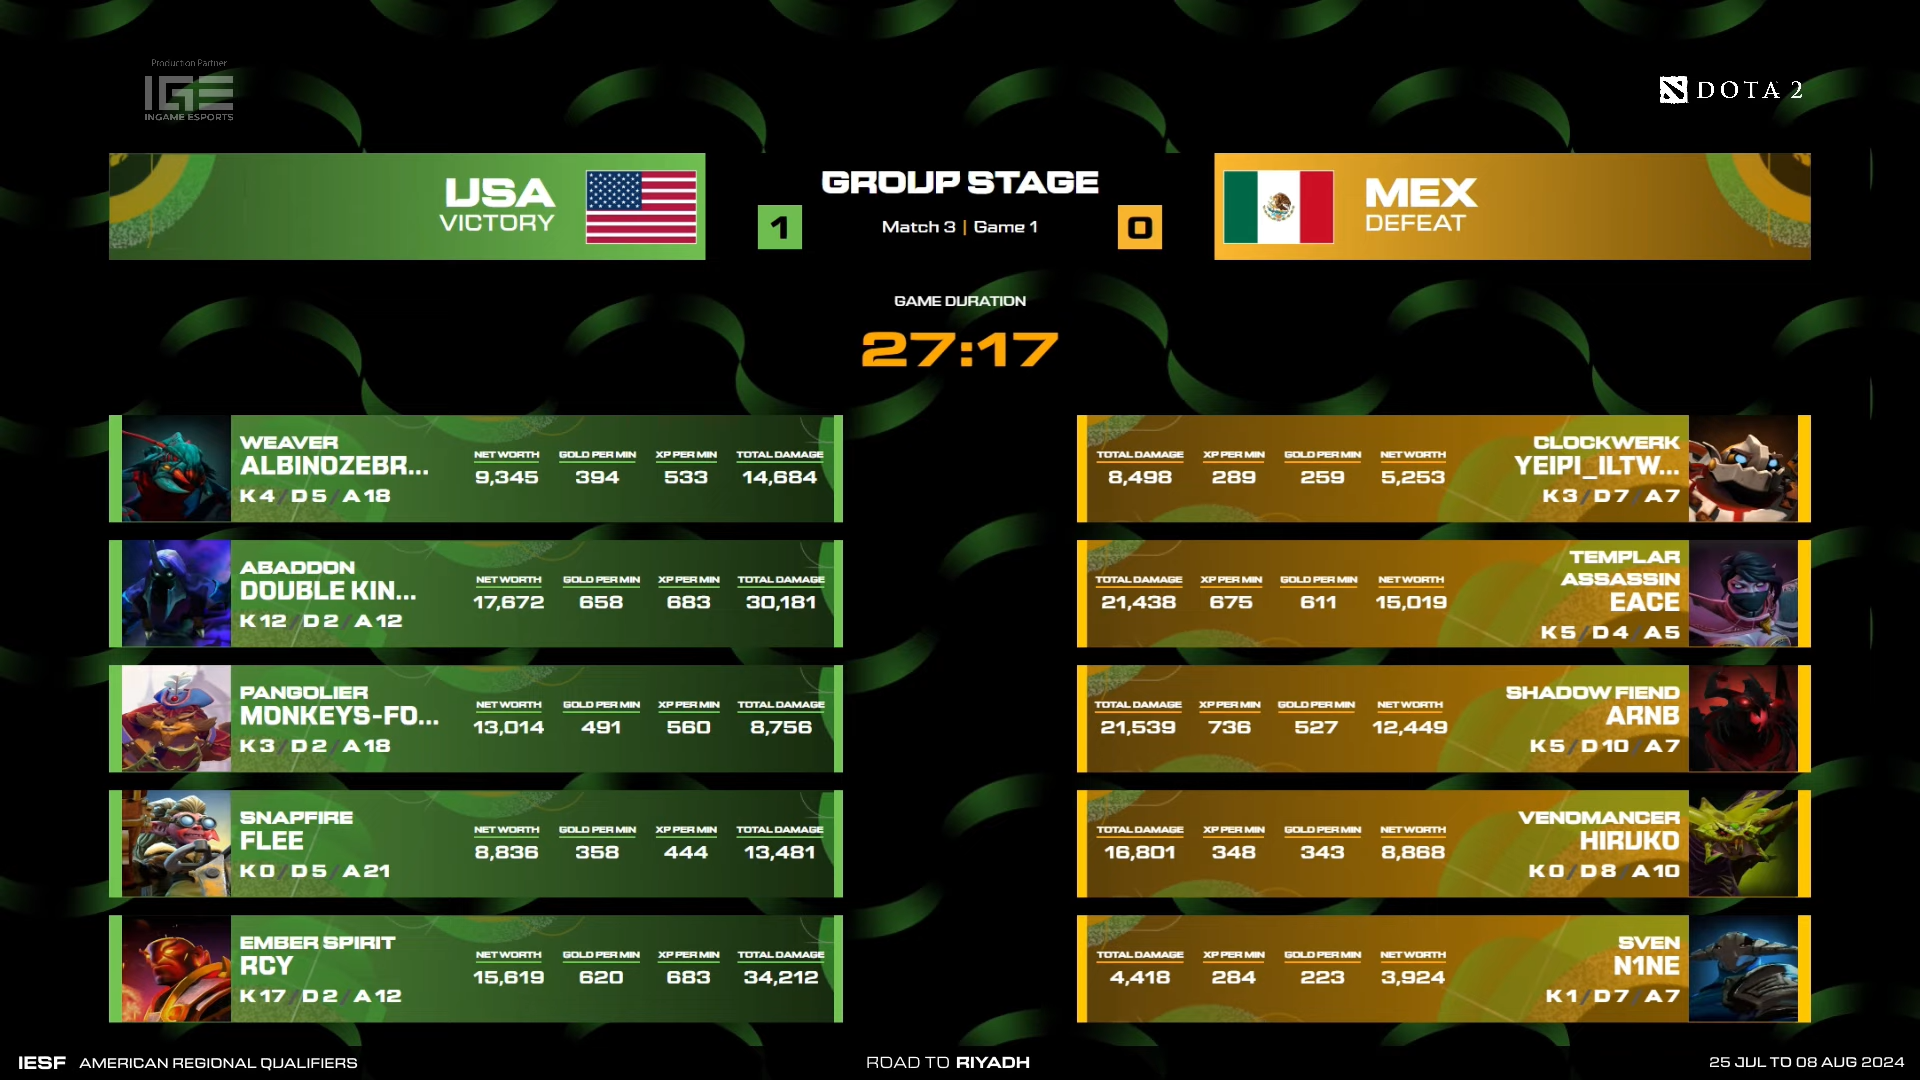 Production Partner
IGE
INGAME ESPORTS
DOTA 2
USA
VICTORY
1
GROUP STAGE
Match 3 | Game 1
0
MEX
DEFEAT
GAME DURATION
27:17
WEAVER
ALBINOZEBR...
K 4 / D 5 / A 18
NET WORTH GOLD PER MIN XP PER MIN TOTAL DAMAGE
9,345 394 533 14,684
ABADDON
DOUBLE KIN...
K 12 / D 2 / A 12
NET WORTH GOLD PER MIN XP PER MIN TOTAL DAMAGE
17,672 658 683 30,181
PANGOLIER
MONKEYS-FO...
K 3 / D 2 / A 18
NET WORTH GOLD PER MIN XP PER MIN TOTAL DAMAGE
13,014 491 560 8,756
SNAPFIRE
FLEE
K 0 / D 5 / A 21
NET WORTH GOLD PER MIN XP PER MIN TOTAL DAMAGE
8,836 358 444 13,481
EMBER SPIRIT
RCY
K 17 / D 2 / A 12
NET WORTH GOLD PER MIN XP PER MIN TOTAL DAMAGE
15,619 620 683 34,212
TOTAL DAMAGE XP PER MIN GOLD PER MIN NET WORTH
8,498 289 259 5,253
CLOCKWERK
YEIPI_ILTW...
K 3 / D 7 / A 7
TOTAL DAMAGE XP PER MIN GOLD PER MIN NET WORTH
21,438 675 611 15,019
TEMPLAR
ASSASSIN
EACE
K 5 / D 4 / A 5
TOTAL DAMAGE XP PER MIN GOLD PER MIN NET WORTH
21,539 736 527 12,449
SHADOW FIEND
ARNB
K 5 / D 10 / A 7
TOTAL DAMAGE XP PER MIN GOLD PER MIN NET WORTH
16,801 348 343 8,868
VENOMANCER
HIRUKO
K 0 / D 8 / A 10
TOTAL DAMAGE XP PER MIN GOLD PER MIN NET WORTH
4,418 284 223 3,924
SVEN
N1NE
K 1 / D 7 / A 7
IESF AMERICAN REGIONAL QUALIFIERS
ROAD TO RIYADH
25 JUL TO 08 AUG 2024